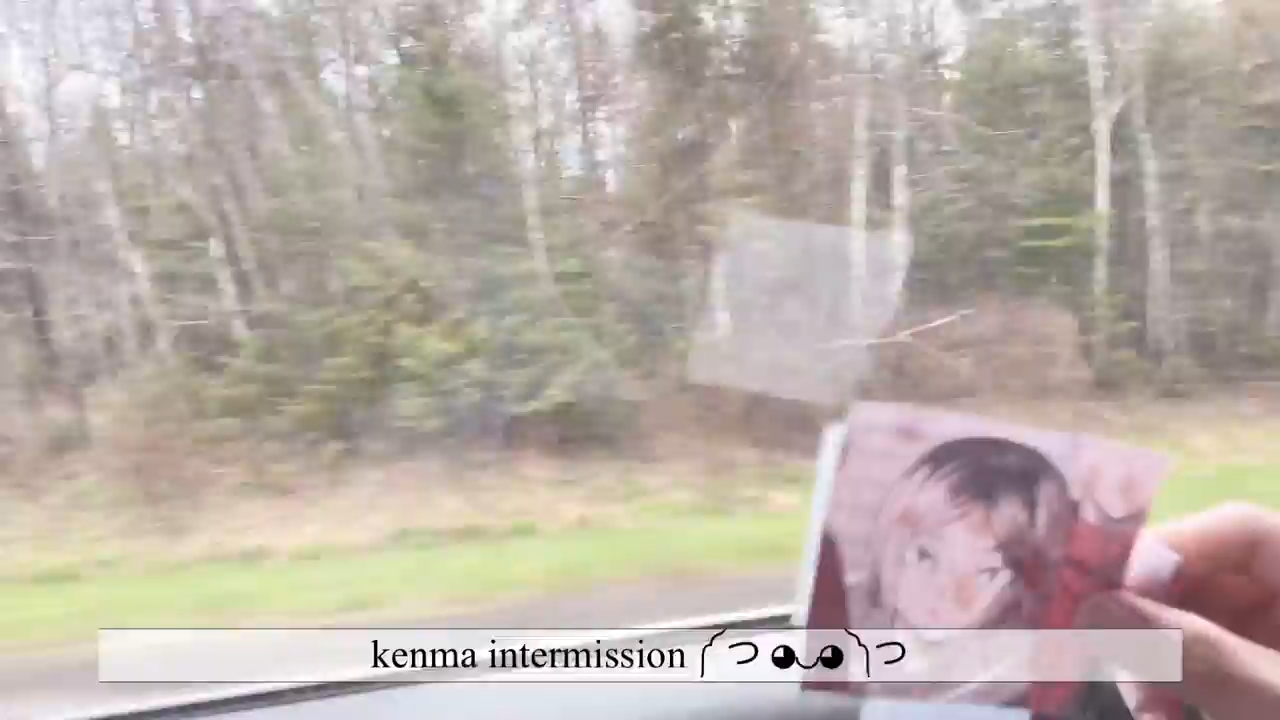 kenma intermission ༼つ ◕◡◕ ༽つ